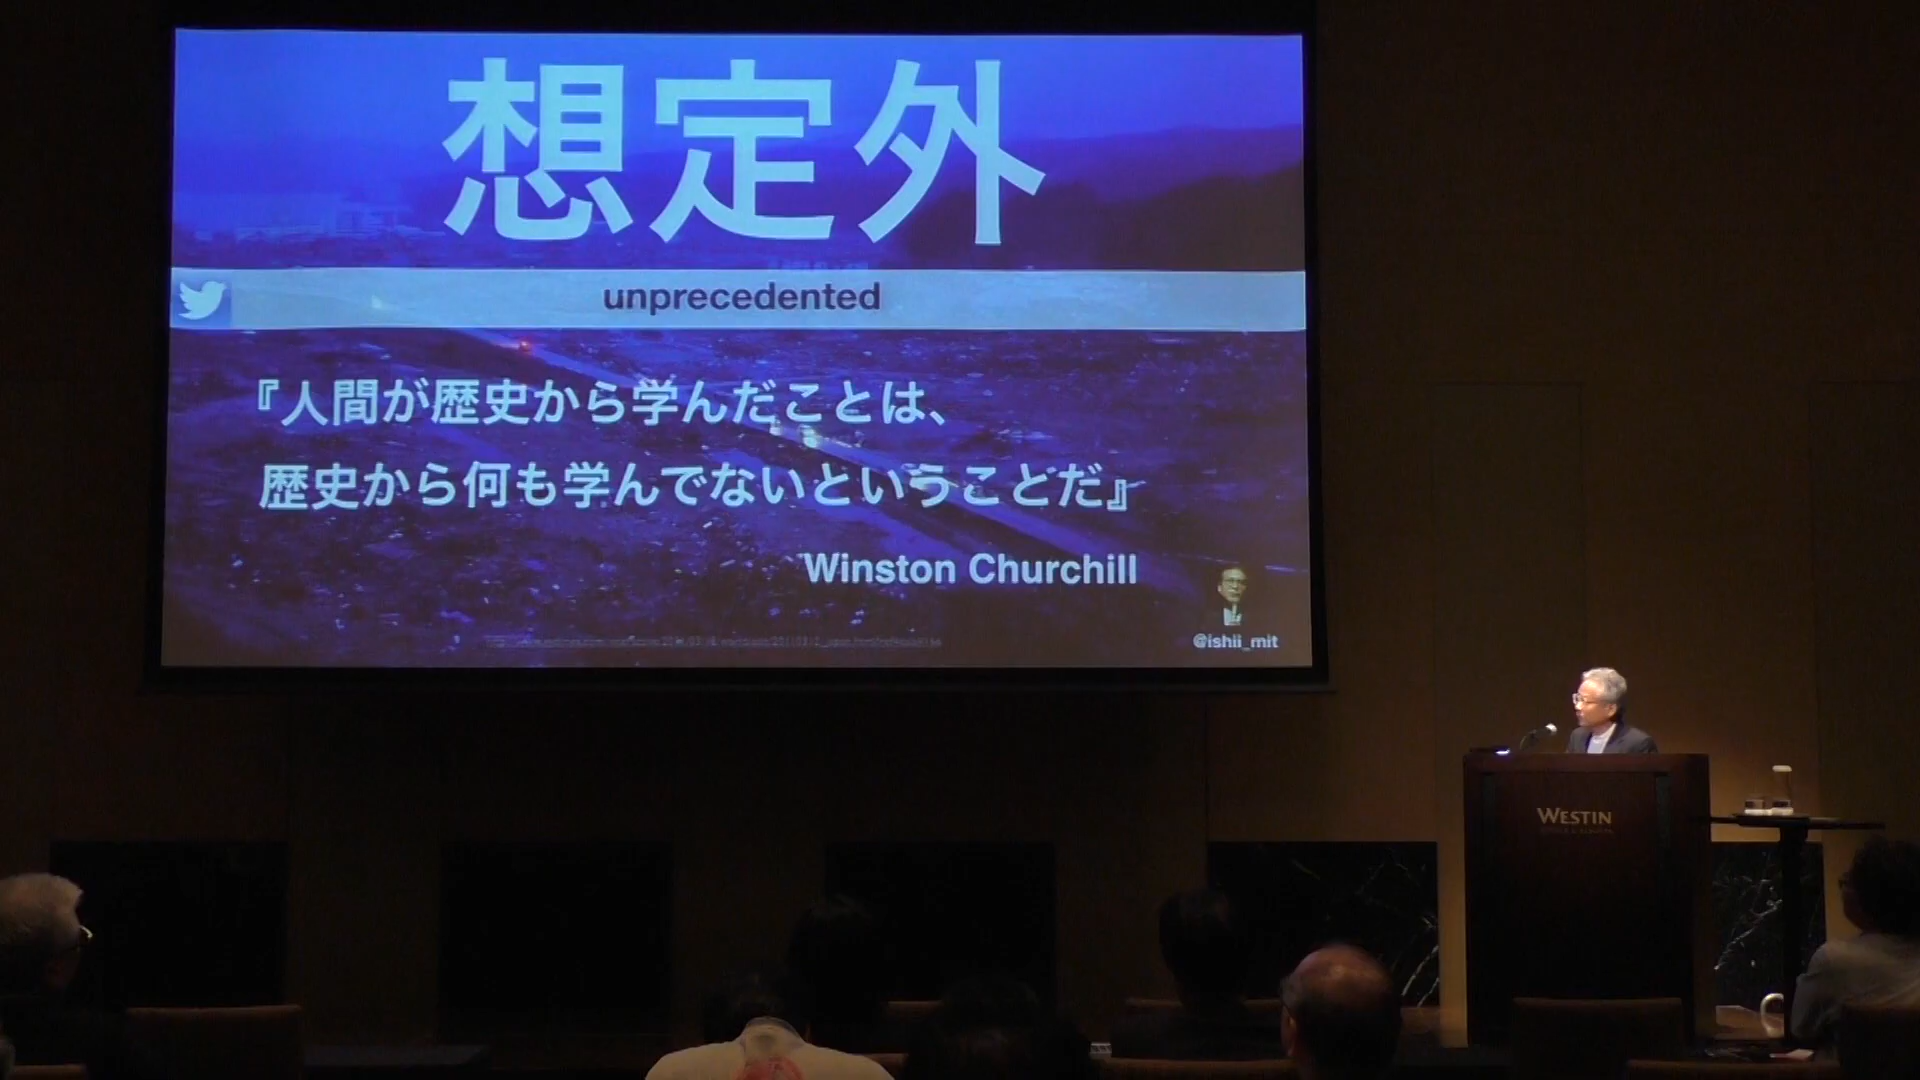 想定外
unprecedented
『人間が歴史から学んだことは、
歴史から何も学んでないということだ』
Winston Churchill
@ishii_mit
WESTIN